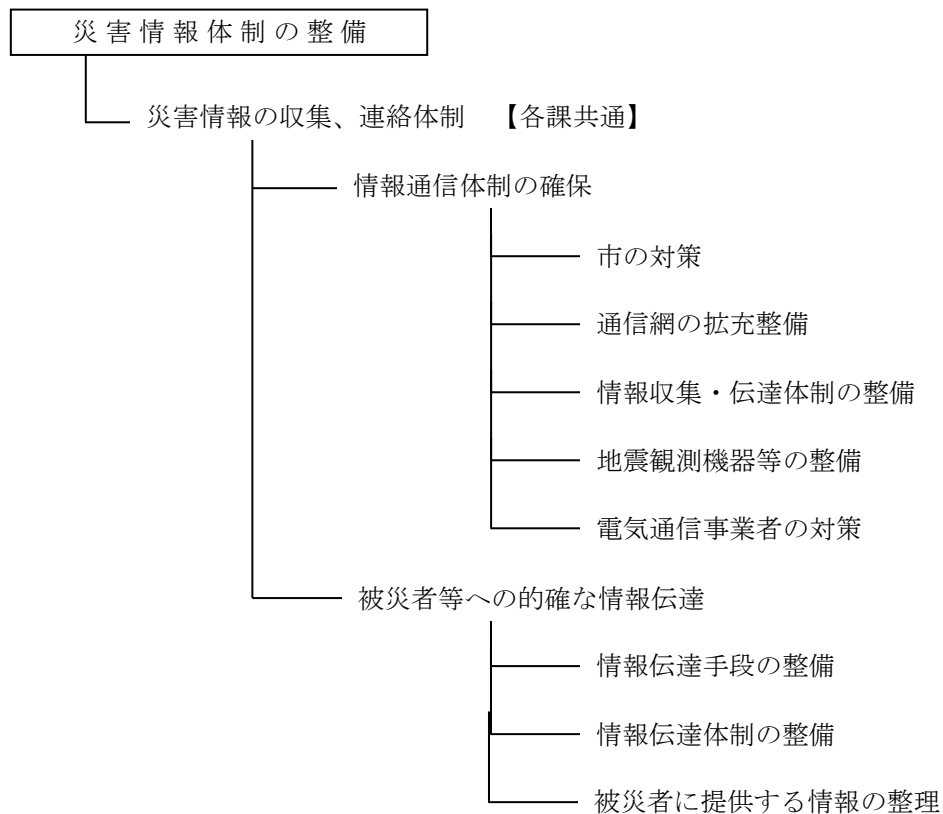 災害情報体制の整備
災害情報の収集、連絡体制 【各課共通】
情報通信体制の確保
市の対策
通信網の拡充整備
情報収集・伝達体制の整備
地震観測機器等の整備
電気通信事業者の対策
被災者等への的確な情報伝達
情報伝達手段の整備
情報伝達体制の整備
被災者に提供する情報の整理